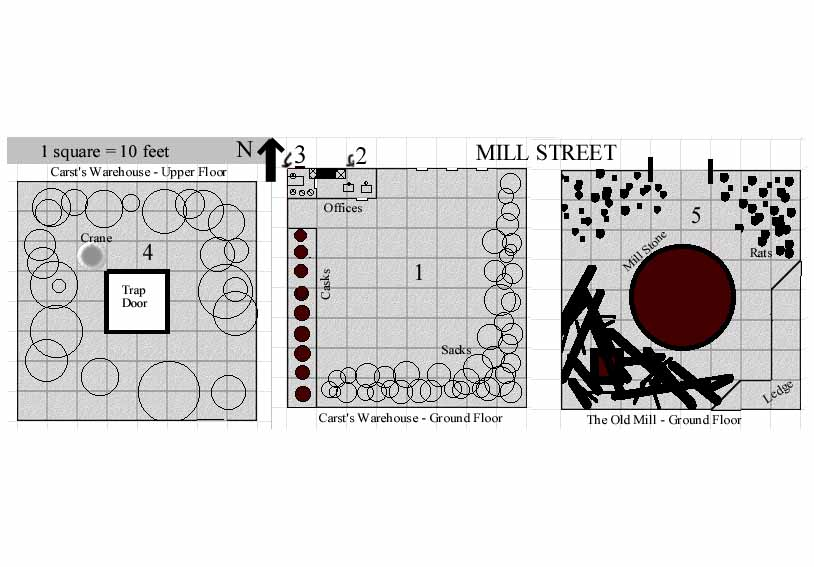 1 square = 10 feet
N
Carst's Warehouse - Upper Floor
Crane
4
Trap
Door
3
2
MILL STREET
Offices
Casks
1
Sacks
Carst's Warehouse - Ground Floor
5
Mill Stone
Rats
Ledge
The Old Mill - Ground Floor